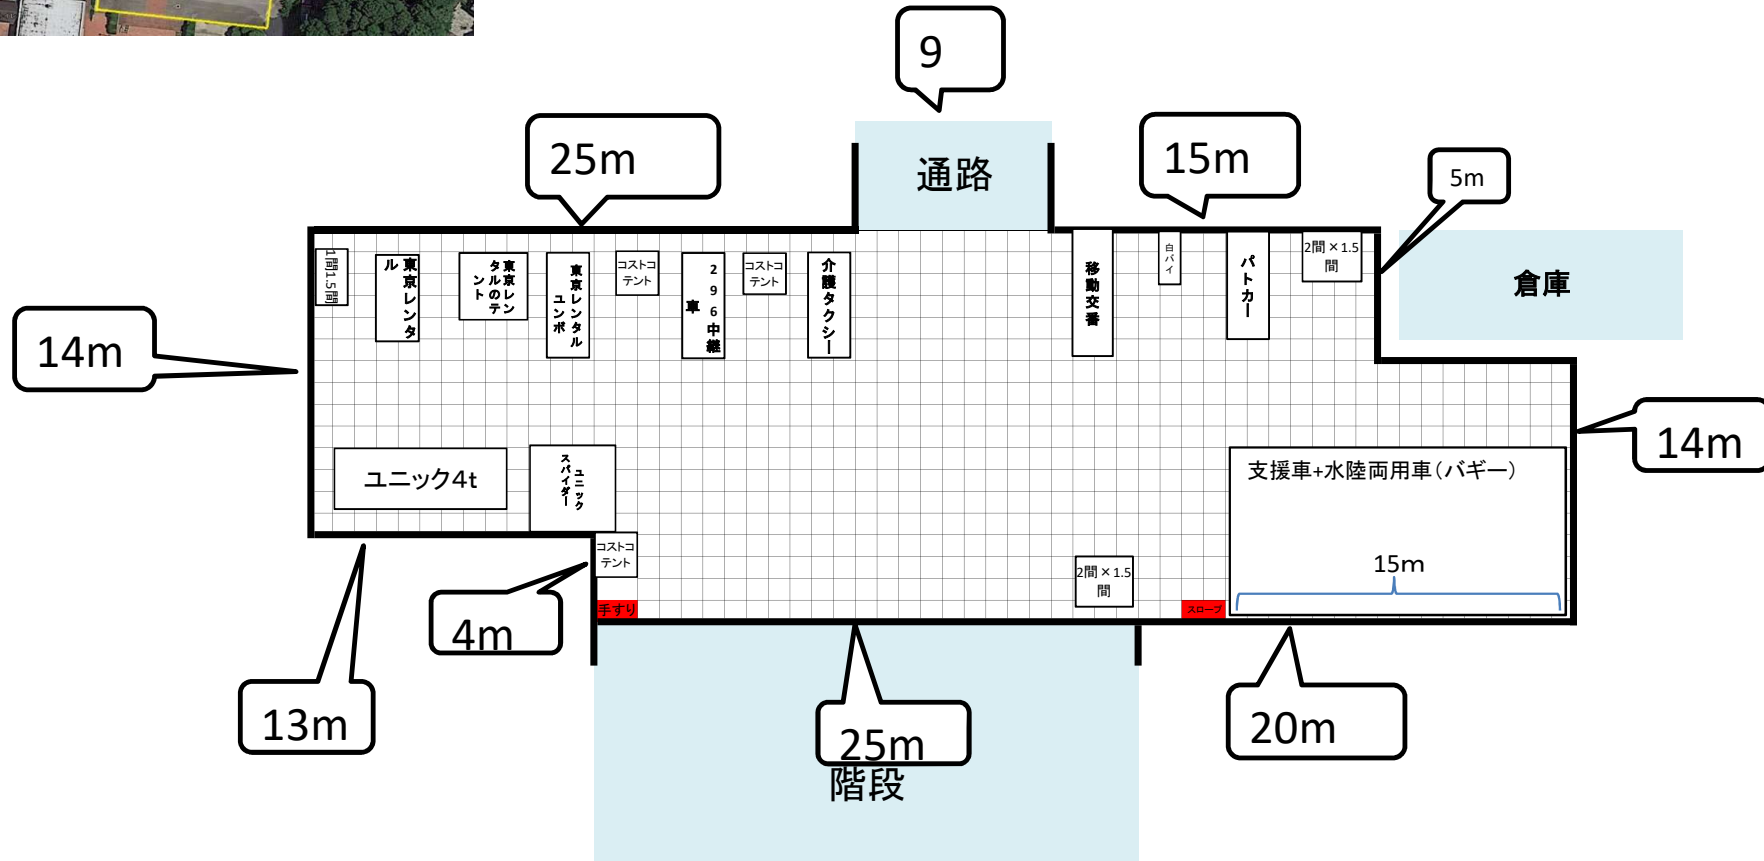 9
25m
通路
15m
5m
倉庫
14m
1間1.5間
東京レンタ
ル
東京レン
タルのテ
ント
東京レンタル
ユンボ
コストコ
テント
296中継
車
コストコ
テント
介護タクシー
移動交番
白バイ
パトカー
2間×1.5
間
14m
ユニック4t
ユニック
スパイダー
支援車+水陸両用車(バギー)
15m
コストコ
テント
2間×1.5
間
手すり
スロープ
4m
13m
25m
20m
階段